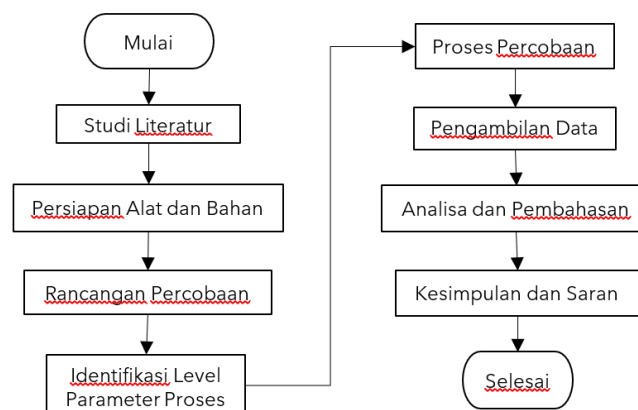 Mulai
Studi Literatur
Persiapan Alat dan Bahan
Rancangan Percobaan
Identifikasi Level
Parameter Proses
Proses Percobaan
Pengambilan Data
Analisa dan Pembahasan
Kesimpulan dan Saran
Selesai